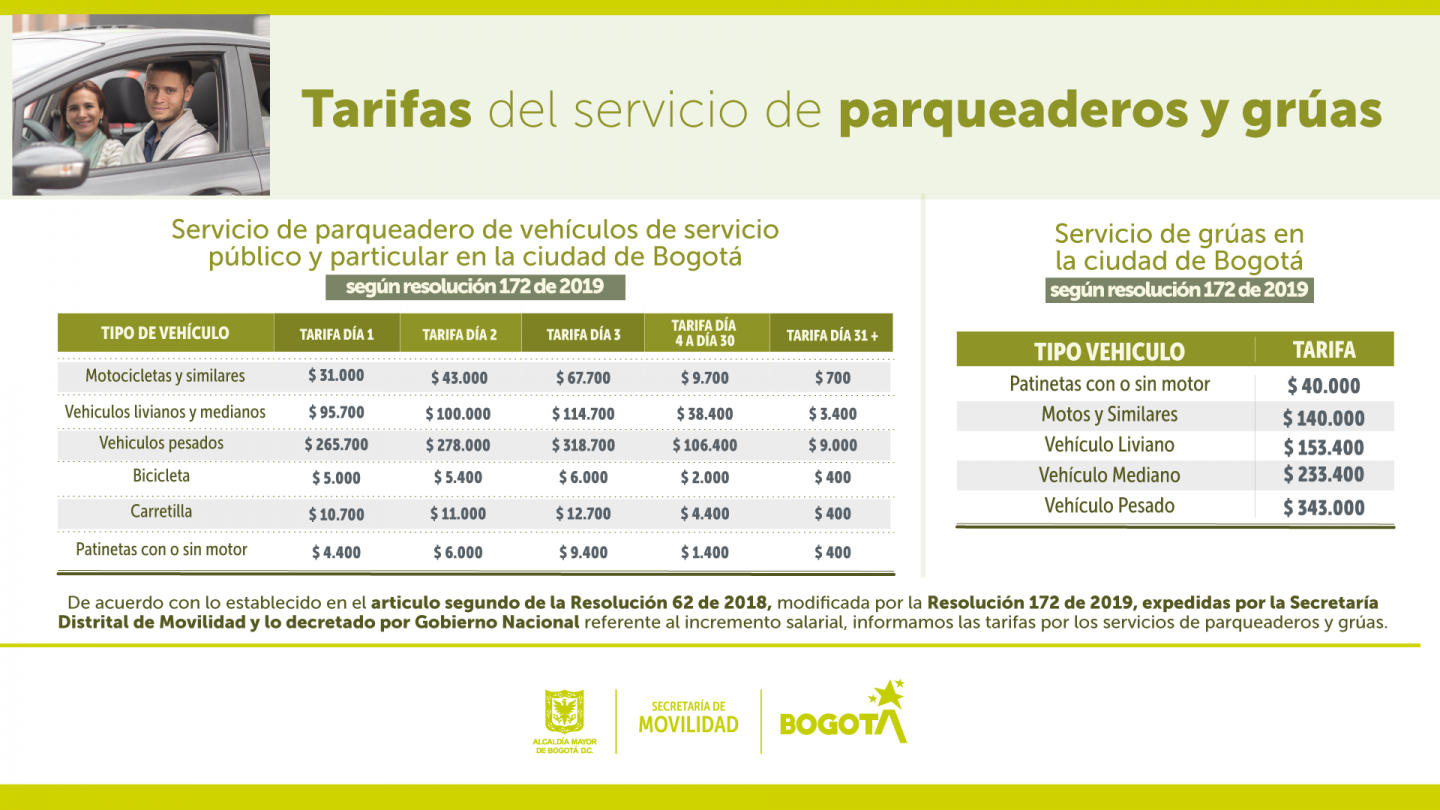 Tarifas del servicio de parqueaderos y grúas
Servicio de parqueadero de vehículos de servicio
público y particular en la ciudad de Bogotá
según resolución 172 de 2019
TIPO DE VEHÍCULO TARIFA DÍA 1 TARIFA DÍA 2 TARIFA DÍA 3 TARIFA DÍA 4 A DÍA 30 TARIFA DÍA 31 +
Motocicletas y similares $ 31.000 $ 43.000 $ 67.700 $ 9.700 $ 700
Vehiculos livianos y medianos $ 95.700 $ 100.000 $ 114.700 $ 38.400 $ 3.400
Vehiculos pesados $ 265.700 $ 278.000 $ 318.700 $ 106.400 $ 9.000
Bicicleta $ 5.000 $ 5.400 $ 6.000 $ 2.000 $ 400
Carretilla $ 10.700 $ 11.000 $ 12.700 $ 4.400 $ 400
Patinetas con o sin motor $ 4.400 $ 6.000 $ 9.400 $ 1.400 $ 400
Servicio de grúas en
la ciudad de Bogotá
según resolución 172 de 2019
TIPO VEHICULO TARIFA
Patinetas con o sin motor $ 40.000
Motos y Similares $ 140.000
Vehículo Liviano $ 153.400
Vehículo Mediano $ 233.400
Vehículo Pesado $ 343.000
De acuerdo con lo establecido en el articulo segundo de la Resolución 62 de 2018, modificada por la Resolución 172 de 2019, expedidas por la Secretaría
Distrital de Movilidad y lo decretado por Gobierno Nacional referente al incremento salarial, informamos las tarifas por los servicios de parqueaderos y grúas.
ALCALDÍA MAYOR
DE BOGOTÁ D.C.
SECRETARÍA DE
MOVILIDAD
BOGOTÁ